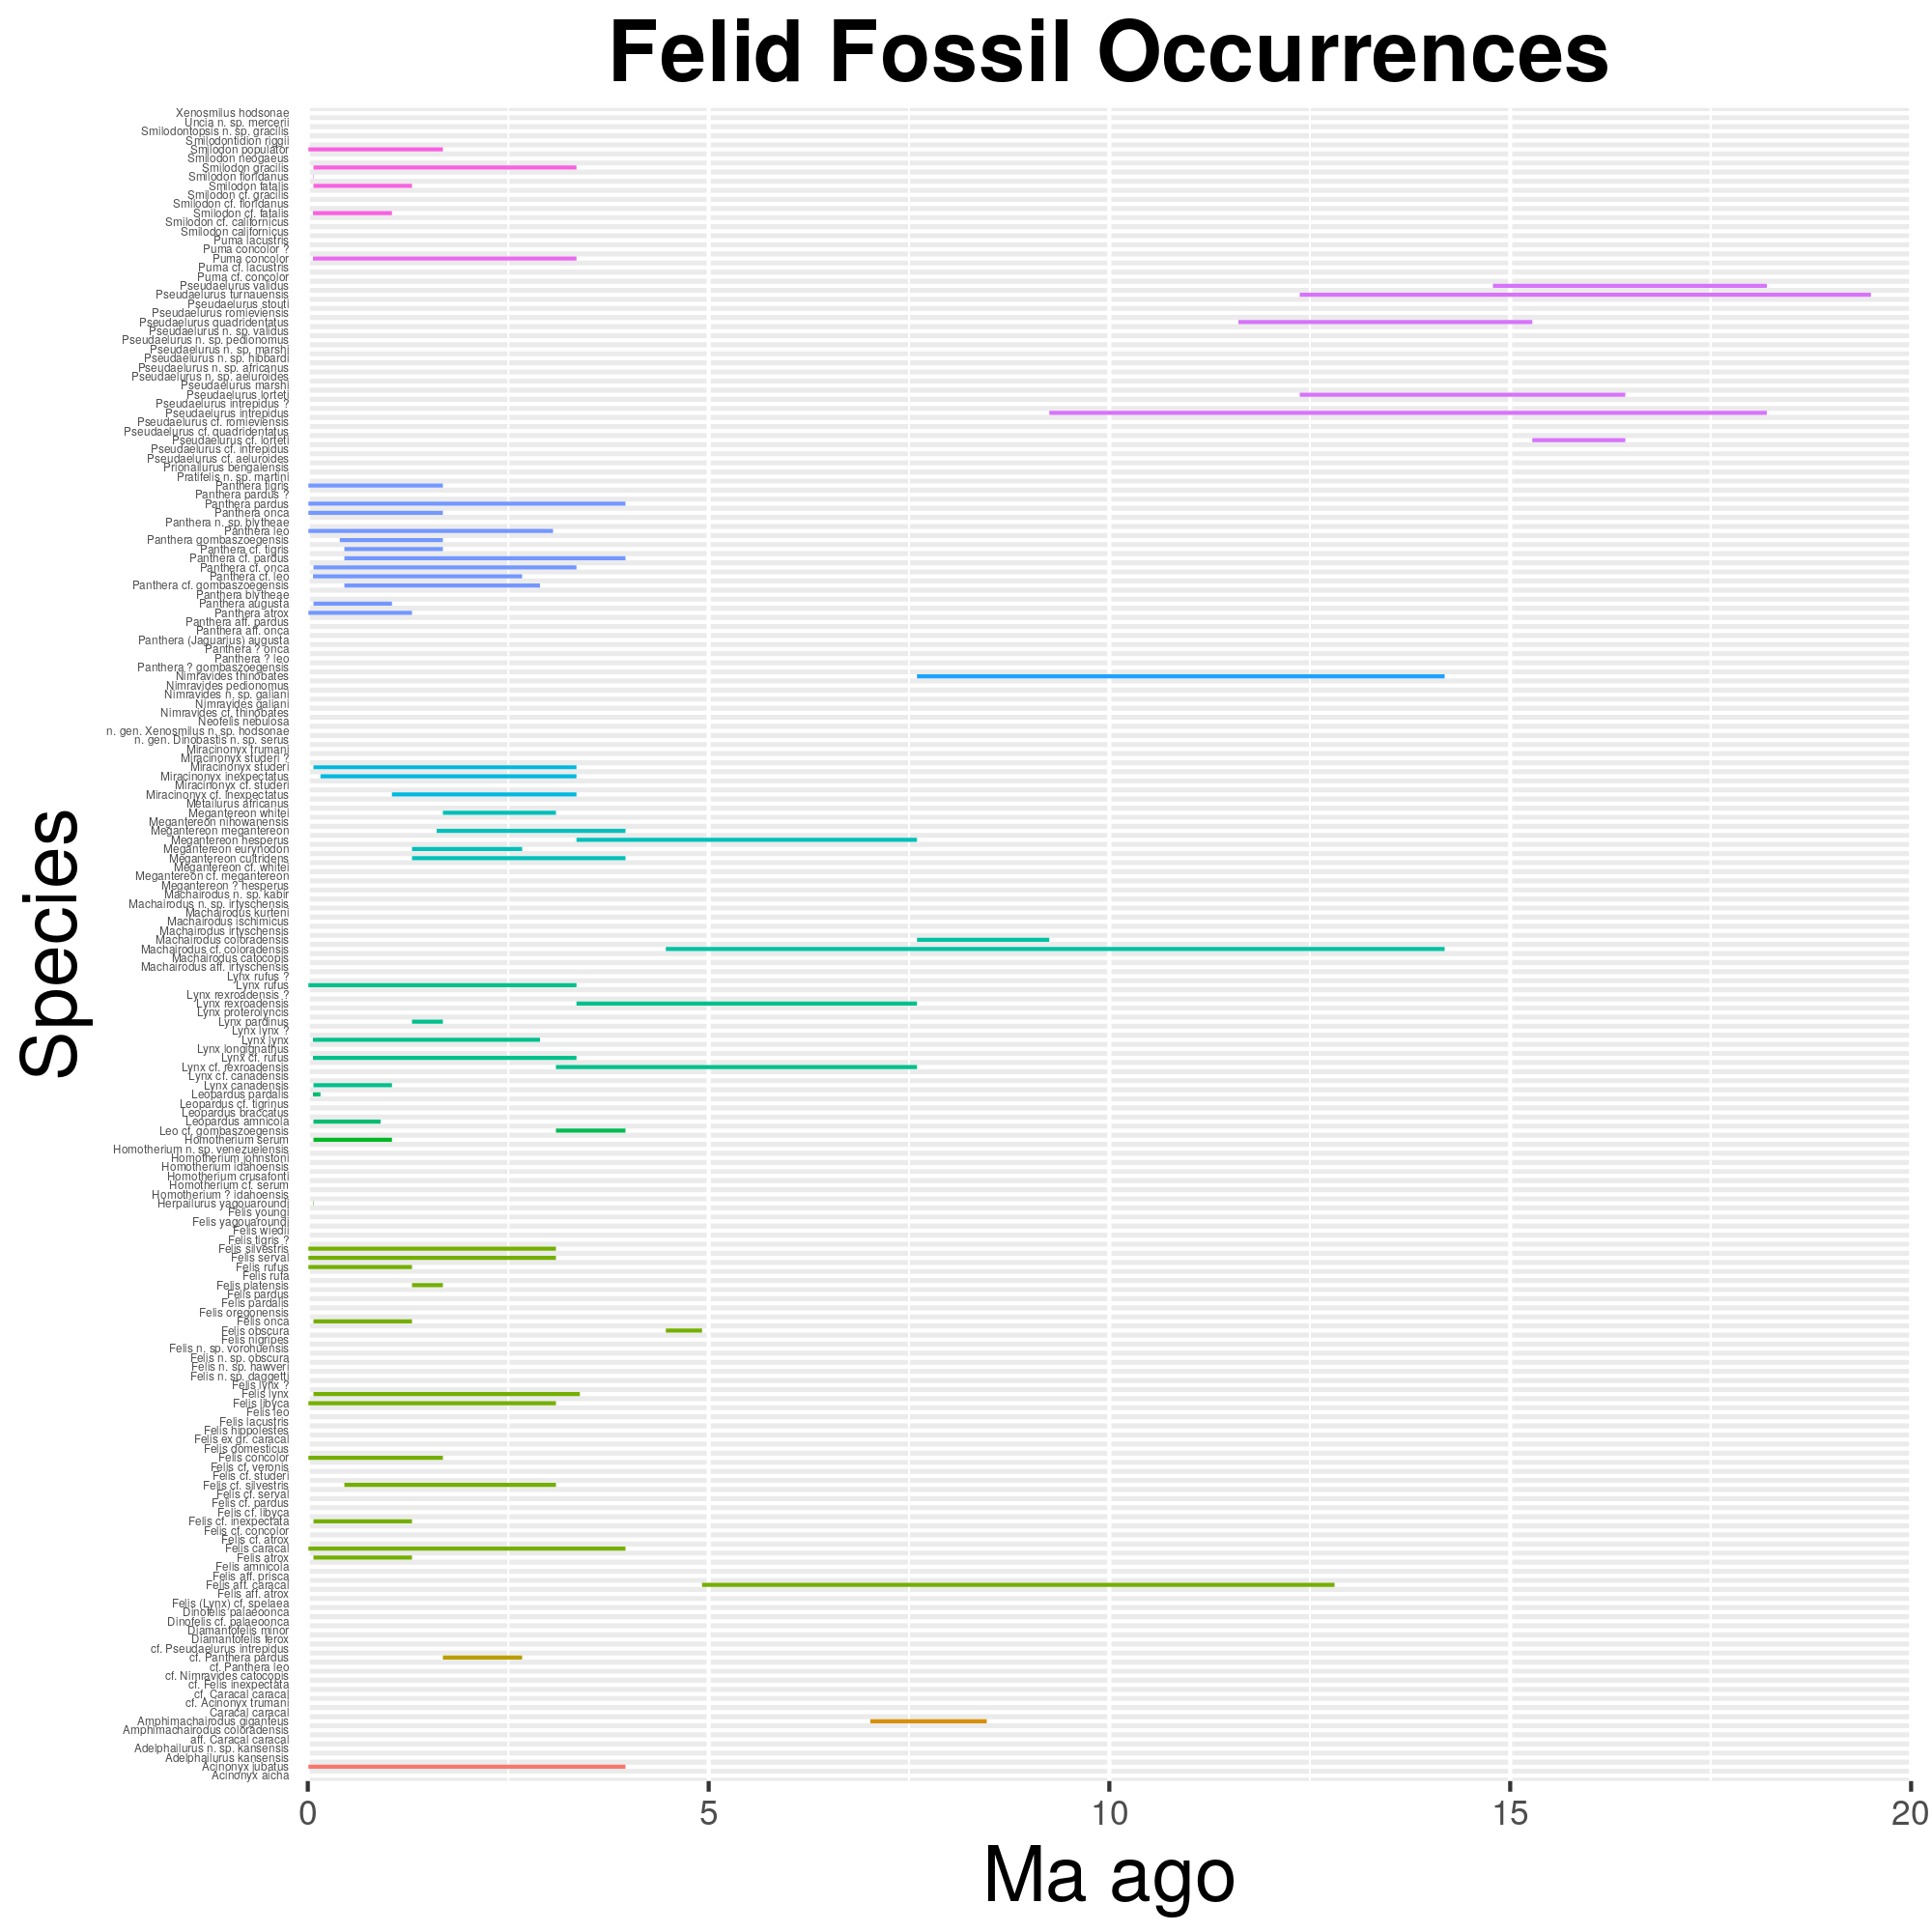 Felid Fossil Occurrences
Xenosmilus hodsonae
Uncia n. sp. mercerii
Smilodontopsis n. sp. gracilis
Smilodontidion riggii
Smilodon populator
Smilodon neogaeus
Smilodon gracilis
Smilodon floridanus
Smilodon fatalis
Smilodon cf. gracilis
Smilodon cf. floridanus
Smilodon cf. fatalis
Smilodon cf. californicus
Smilodon californicus
Puma lacustris
Puma concolor ?
Puma concolor
Puma cf. lacustris
Puma cf. concolor
Pseudaelurus validus
Pseudaelurus turnauensis
Pseudaelurus stouti
Pseudaelurus romieviensis
Pseudaelurus quadridentatus
Pseudaelurus n. sp. validus
Pseudaelurus n. sp. pedionomus
Pseudaelurus n. sp. marshi
Pseudaelurus n. sp. hibbardi
Pseudaelurus n. sp. africanus
Pseudaelurus n. sp. aeluroides
Pseudaelurus marshi
Pseudaelurus lorteti
Pseudaelurus intrepidus ?
Pseudaelurus intrepidus
Pseudaelurus cf. romieviensis
Pseudaelurus cf. quadridentatus
Pseudaelurus cf. lorteti
Pseudaelurus cf. intrepidus
Pseudaelurus cf. aeluroides
Prionailurus bengalensis
Pratifelis n. sp. martini
Panthera tigris
Panthera pardus ?
Panthera pardus
Panthera onca
Panthera n. sp. blytheae
Panthera leo
Panthera gombaszoegensis
Panthera cf. tigris
Panthera cf. pardus
Panthera cf. onca
Panthera cf. leo
Panthera cf. gombaszoegensis
Panthera blytheae
Panthera augusta
Panthera atrox
Panthera aff. pardus
Panthera aff. onca
Panthera (Jaguarius) augusta
Panthera ? onca
Panthera ? leo
Panthera ? gombaszoegensis
Nimravides thinobates
Nimravides pedionomus
Nimravides n. sp. galiani
Nimravides galiani
Nimravides cf. thinobates
Neofelis nebulosa
n. gen. Xenosmilus n. sp. hodsonae
n. gen. Dinobastis n. sp. serus
Miracinonyx trumani
Miracinonyx studeri ?
Miracinonyx studeri
Miracinonyx inexpectatus
Miracinonyx cf. studeri
Miracinonyx cf. inexpectatus
Metailurus africanus
Megantereon whitei
Megantereon nihowanensis
Megantereon megantereon
Megantereon hesperus
Megantereon eurynodon
Megantereon cultridens
Megantereon cf. whitei
Megantereon cf. megantereon
Megantereon ? hesperus
Machairodus n. sp. kabir
Machairodus n. sp. irtyschensis
Machairodus kurteni
Machairodus ischimicus
Machairodus irtyschensis
Machairodus coloradensis
Machairodus cf. coloradensis
Machairodus catocopis
Machairodus aff. irtyschensis
Lynx rufus ?
Lynx rufus
Lynx rexroadensis ?
Lynx rexroadensis
Lynx proterolyncis
Lynx pardinus
Lynx lynx ?
Lynx lynx
Lynx longignathus
Lynx cf. rufus
Lynx cf. rexroadensis
Lynx cf. canadensis
Lynx canadensis
Leopardus pardalis
Leopardus cf. tigrinus
Leopardus braccatus
Leopardus amnicola
Leo cf. gombaszoegensis
Homotherium serum
Homotherium n. sp. venezuelensis
Homotherium johnstoni
Homotherium idahoensis
Homotherium crusafonti
Homotherium cf. serum
Homotherium ? idahoensis
Herpailurus yagouaroundi
Felis youngi
Felis yagouaroundi
Felis wiedii
Felis tigris ?
Felis silvestris
Felis serval
Felis rufus
Felis rufa
Felis platensis
Felis pardus
Felis pardalis
Felis oregonensis
Felis onca
Felis obscura
Felis nigripes
Felis n. sp. vorohuensis
Felis n. sp. obscura
Felis n. sp. hawveri
Felis n. sp. daggetti
Felis lynx ?
Felis lynx
Felis libyca
Felis leo
Felis lacustris
Felis hippolestes
Felis ex gr. caracal
Felis domesticus
Felis concolor
Felis cf. veronis
Felis cf. studeri
Felis cf. silvestris
Felis cf. serval
Felis cf. pardus
Felis cf. libyca
Felis cf. inexpectata
Felis cf. concolor
Felis cf. atrox
Felis caracal
Felis atrox
Felis amnicola
Felis aff. prisca
Felis aff. caracal
Felis aff. atrox
Felis (Lynx) cf. spelaea
Dinofelis palaeoonca
Dinofelis cf. palaeoonca
Diamantofelis minor
Diamantofelis ferox
cf. Pseudaelurus intrepidus
cf. Panthera pardus
cf. Panthera leo
cf. Nimravides catocopis
cf. Felis inexpectata
cf. Caracal caracal
cf. Acinonyx trumani
Caracal caracal
Amphimachairodus giganteus
Amphimachairodus coloradensis
aff. Caracal caracal
Adelphailurus n. sp. kansensis
Adelphailurus kansensis
Acinonyx jubatus
Acinonyx aicha
Species
0 5 10 15 20
Ma ago